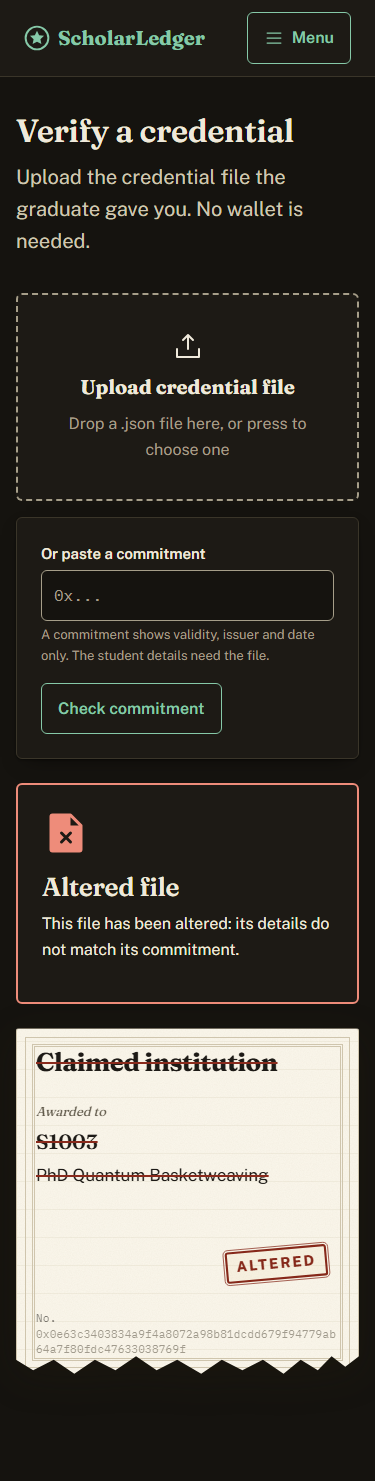 ScholarLedger
Menu
Verify a credential
Upload the credential file the
graduate gave you. No wallet is
needed.
Upload credential file
Drop a .json file here, or press to
choose one
Or paste a commitment
0x...
A commitment shows validity, issuer and date
only. The student details need the file.
Check commitment
Altered file
This file has been altered: its details do
not match its commitment.
Claimed institution
Awarded to
S1003
PhD Quantum Basketweaving
ALTERED
No.
0x0e63c3403834a9f4a8072a98b81dcdd679f94779ab
64a7f80fdc47633038769f